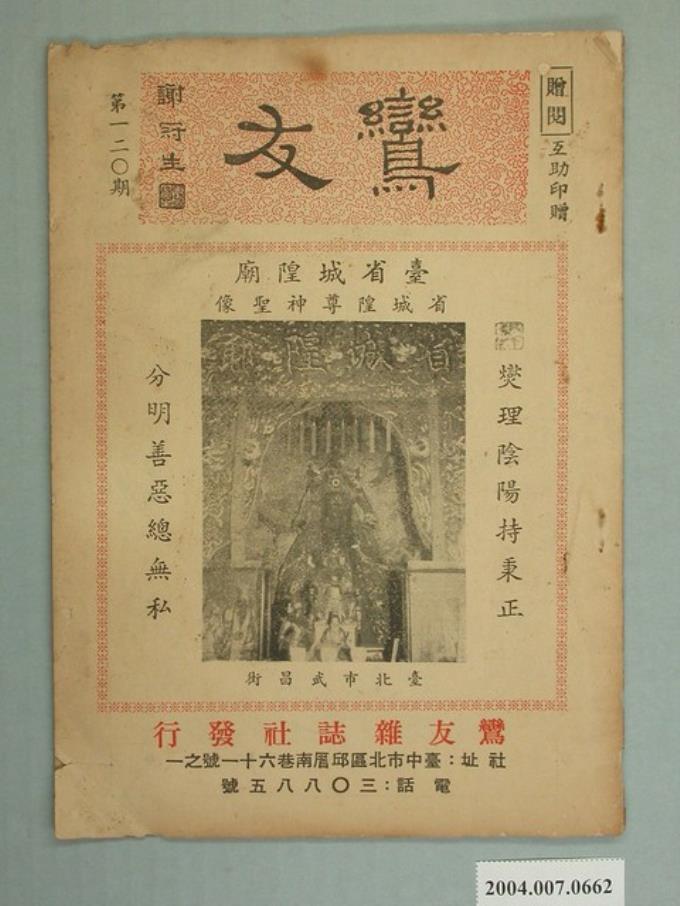 贈閱
互助印贈
鸞友
謝府生
第一二〇期
臺省城隍廟
省城隍尊神聖像
燮理陰陽持秉正
省城隍廟
分明善惡總無私
臺北市武昌街
鸞友雜誌社發行
社址：臺中市北區邱厝南巷六十一號之一
電話：三〇八八五號
2004.007.0662